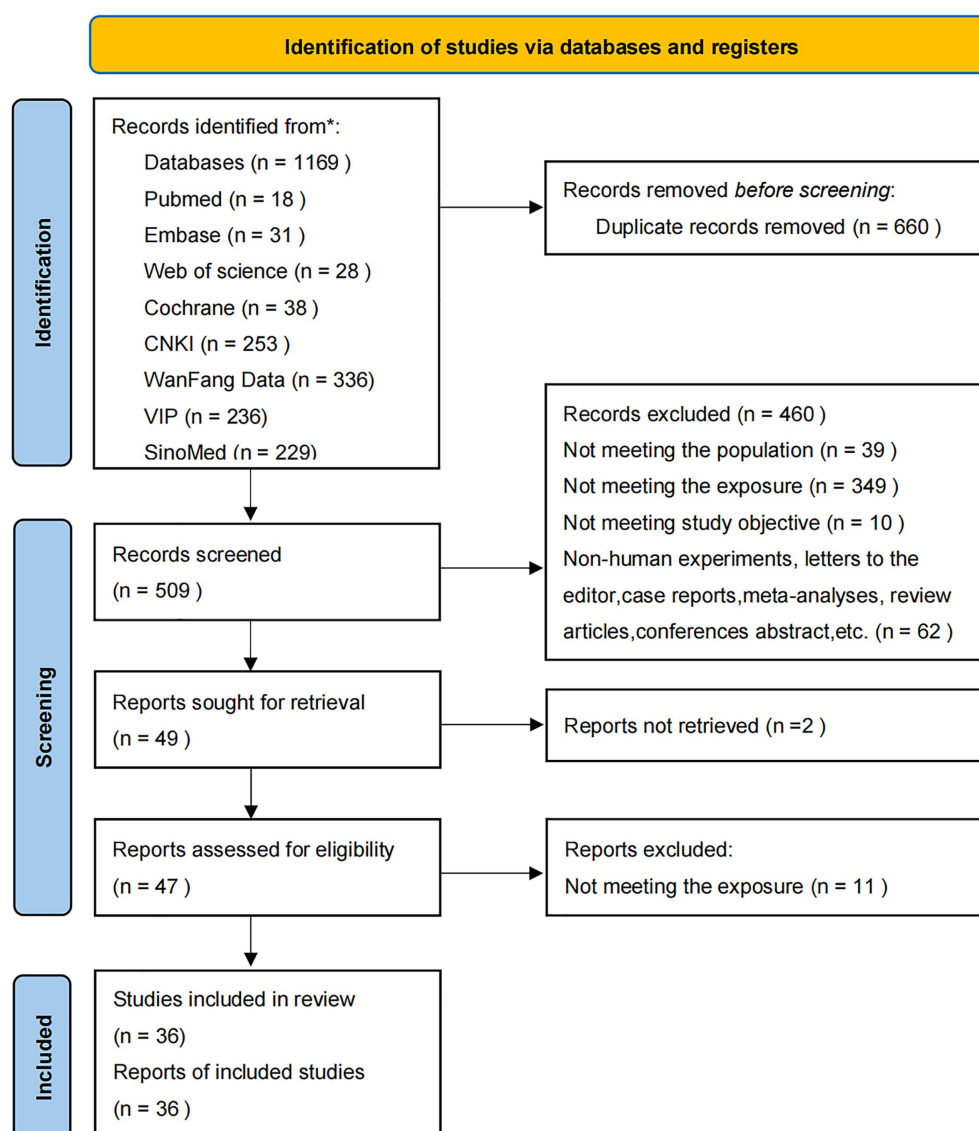 Identification of studies via databases and registers
Identification
Records identified from*:
Databases (n = 1169 )
Pubmed (n = 18 )
Embase (n = 31 )
Web of science (n = 28 )
Cochrane (n = 38 )
CNKI (n = 253 )
WanFang Data (n = 336)
VIP (n = 236)
SinoMed (n = 229)
Records removed before screening:
Duplicate records removed (n = 660 )
Screening
Records screened
(n = 509 )
Records excluded (n = 460 )
Not meeting the population (n = 39 )
Not meeting the exposure (n = 349 )
Not meeting study objective (n = 10 )
Non-human experiments, letters to the
editor,case reports,meta-analyses, review
articles,conferences abstract,etc. (n = 62 )
Reports sought for retrieval
(n = 49 )
Reports not retrieved (n =2 )
Reports assessed for eligibility
(n = 47 )
Reports excluded:
Not meeting the exposure (n = 11 )
Included
Studies included in review
(n = 36)
Reports of included studies
(n = 36 )